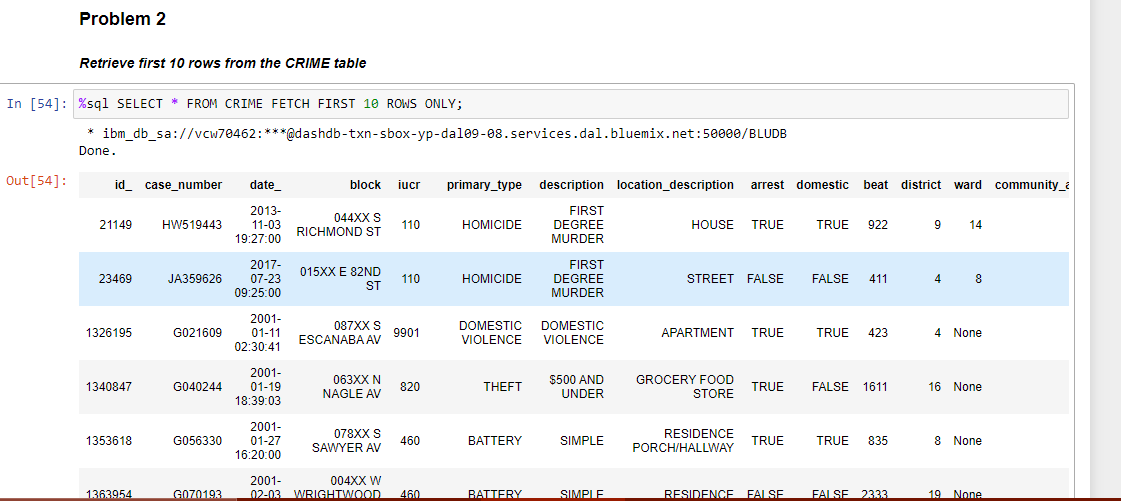 Problem 2
Retrieve first 10 rows from the CRIME table
In [54]: %sql SELECT * FROM CRIME FETCH FIRST 10 ROWS ONLY;
* ibm_db_sa://vcw70462:***@dashdb-txn-sbox-yp-dal09-08.services.dal.bluemix.net:50000/BLUDB
Done.
Out[54]:
id_ case_number date_ block iucr primary_type description location_description arrest domestic beat district ward community_a
21149 HW519443 2013-11-03 19:27:00 044XX S RICHMOND ST 110 HOMICIDE FIRST DEGREE MURDER HOUSE TRUE TRUE 922 9 14
23469 JA359626 2017-07-23 09:25:00 015XX E 82ND ST 110 HOMICIDE FIRST DEGREE MURDER STREET FALSE FALSE 411 4 8
1326195 G021609 2001-01-11 02:30:41 087XX S ESCANABA AV 9901 DOMESTIC VIOLENCE DOMESTIC VIOLENCE APARTMENT TRUE TRUE 423 4 None
1340847 G040244 2001-01-19 18:39:03 063XX N NAGLE AV 820 THEFT $500 AND UNDER GROCERY FOOD STORE TRUE FALSE 1611 16 None
1353618 G056330 2001-01-27 16:20:00 078XX S SAWYER AV 460 BATTERY SIMPLE RESIDENCE PORCH/HALLWAY TRUE TRUE 835 8 None
1363954 G070193 2001-02-03 004XX W WRIGHTWOOD 460 BATTERY SIMPLE RESIDENCE FALSE FALSE 2333 19 None